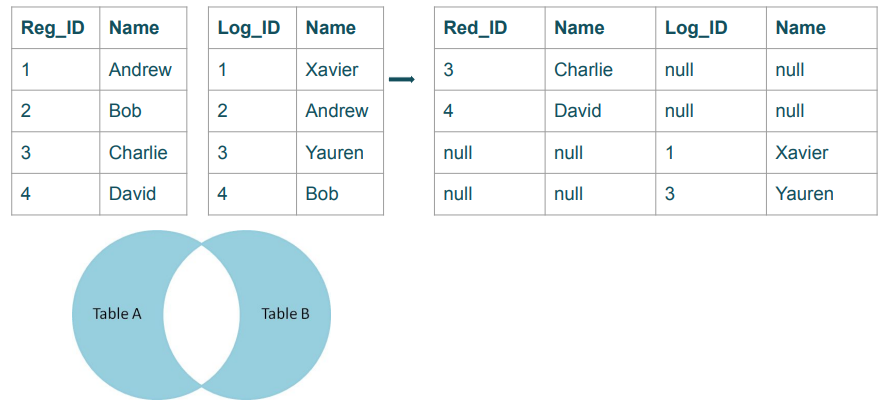 Reg_ID Name Log_ID Name Red_ID Name Log_ID Name
1 Andrew 1 Xavier 3 Charlie null null
2 Bob 2 Andrew 4 David null null
3 Charlie 3 Yauren null null 1 Xavier
4 David 4 Bob null null 3 Yauren
Table A Table B